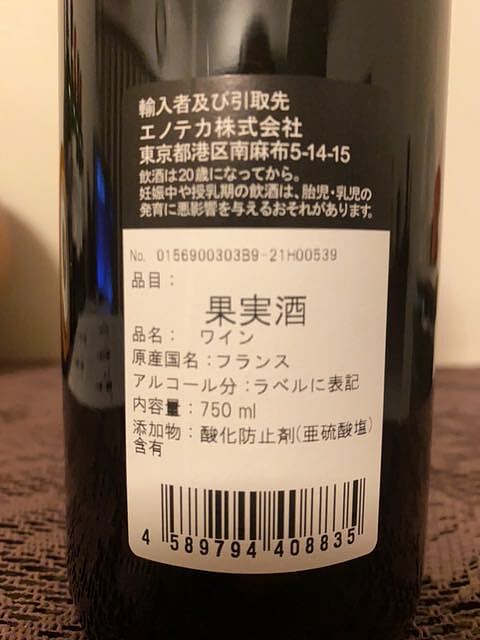 輸入者及び引取先
エノテカ株式会社
東京都港区南麻布5-14-15
飲酒は20歳になってから。
妊娠中や授乳期の飲酒は、胎児・乳児の
発育に悪影響を与えるおそれがあります。
No. 0156900303B9-21H00539
品目：
果実酒
品名： ワイン
原産国名：フランス
アルコール分：ラベルに表記
内容量：750 ml
添加物：酸化防止剤(亜硫酸塩)
含有
4 589794 408835